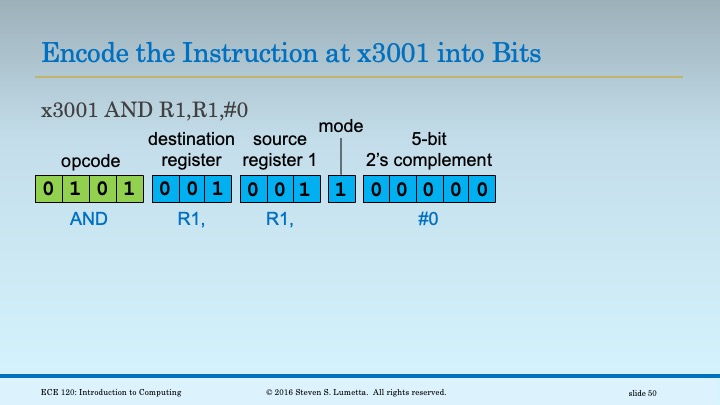 Encode the Instruction at x3001 into Bits
x3001 AND R1,R1,#0
mode
destination source 5-bit
opcode register register 1 2’s complement
0 1 0 1 0 0 1 0 0 1 1 0 0 0 0 0
AND R1, R1, #0
ECE 120: Introduction to Computing © 2016 Steven S. Lumetta. All rights reserved. slide 50